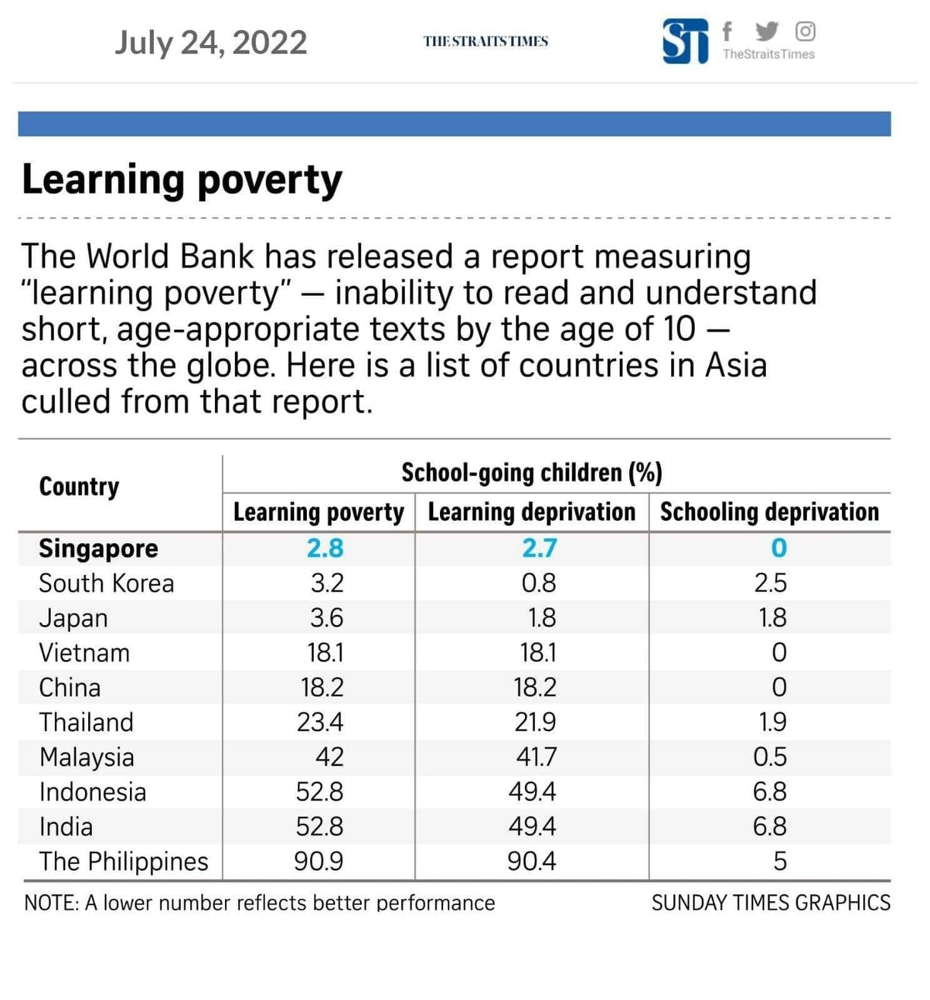 July 24, 2022
THE STRAITS TIMES
ST
TheStraitsTimes
Learning poverty
The World Bank has released a report measuring
“learning poverty” — inability to read and understand
short, age-appropriate texts by the age of 10 —
across the globe. Here is a list of countries in Asia
culled from that report.
Country
School-going children (%)
Learning poverty Learning deprivation Schooling deprivation
Singapore 2.8 2.7 0
South Korea 3.2 0.8 2.5
Japan 3.6 1.8 1.8
Vietnam 18.1 18.1 0
China 18.2 18.2 0
Thailand 23.4 21.9 1.9
Malaysia 42 41.7 0.5
Indonesia 52.8 49.4 6.8
India 52.8 49.4 6.8
The Philippines 90.9 90.4 5
NOTE: A lower number reflects better performance
SUNDAY TIMES GRAPHICS